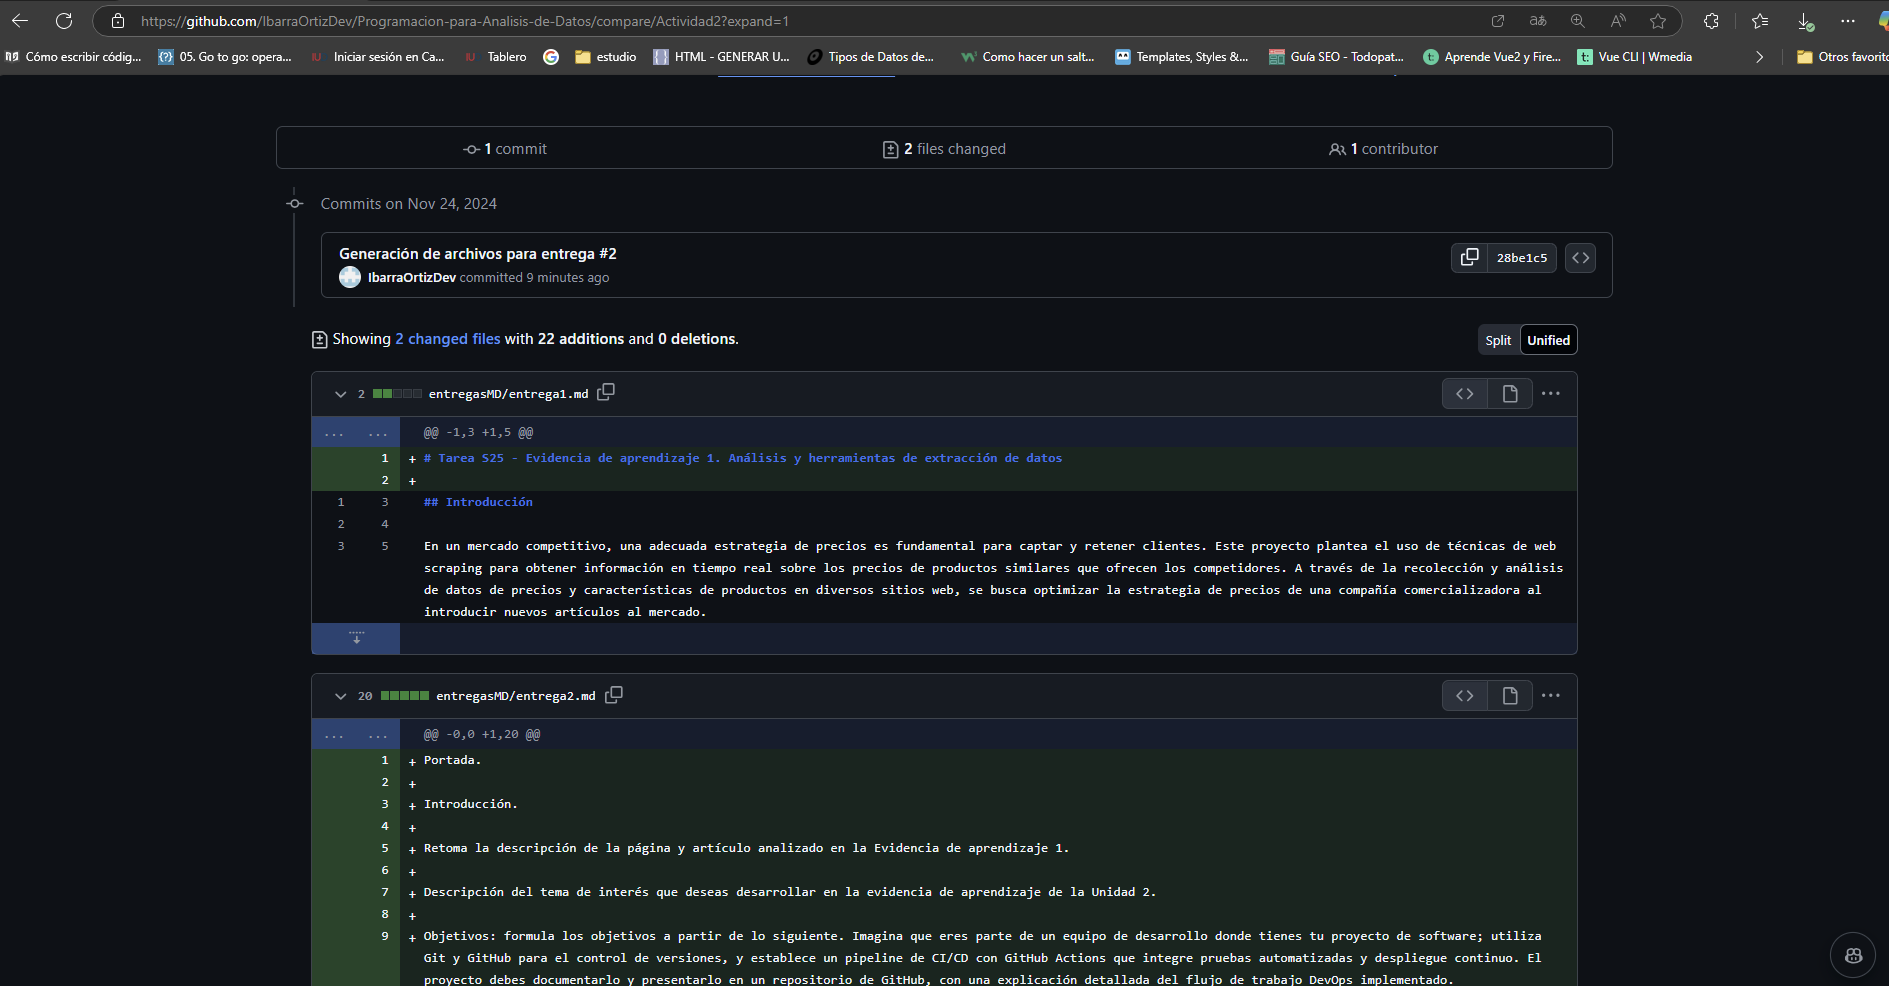 https://github.com/IbarraOrtizDev/Programacion-para-Analisis-de-Datos/compare/Actividad2?expand=1
Cómo escribir códig... 05. Go to go: opera... IU Iniciar sesión en Ca... IU Tablero estudio HTML - GENERAR U... Tipos de Datos de... Como hacer un salt... Templates, Styles &... Guía SEO - Todopat... t: Aprende Vue2 y Fire... t: Vue CLI | Wmedia Otros favorito
1 commit 2 files changed 1 contributor
Commits on Nov 24, 2024
Generación de archivos para entrega #2
28be1c5
IbarraOrtizDev committed 9 minutes ago
Showing 2 changed files with 22 additions and 0 deletions.
Split Unified
2 entregasMD/entrega1.md
... ... @@ -1,3 +1,5 @@
1 + # Tarea S25 - Evidencia de aprendizaje 1. Análisis y herramientas de extracción de datos
2 +
1 3 ## Introducción
2 4
3 5 En un mercado competitivo, una adecuada estrategia de precios es fundamental para captar y retener clientes. Este proyecto plantea el uso de técnicas de web
scraping para obtener información en tiempo real sobre los precios de productos similares que ofrecen los competidores. A través de la recolección y análisis
de datos de precios y características de productos en diversos sitios web, se busca optimizar la estrategia de precios de una compañía comercializadora al
introducir nuevos artículos al mercado.
20 entregasMD/entrega2.md
... ... @@ -0,0 +1,20 @@
1 + Portada.
2 +
3 + Introducción.
4 +
5 + Retoma la descripción de la página y artículo analizado en la Evidencia de aprendizaje 1.
6 +
7 + Descripción del tema de interés que deseas desarrollar en la evidencia de aprendizaje de la Unidad 2.
8 +
9 + Objetivos: formula los objetivos a partir de lo siguiente. Imagina que eres parte de un equipo de desarrollo donde tienes tu proyecto de software; utiliza
Git y GitHub para el control de versiones, y establece un pipeline de CI/CD con GitHub Actions que integre pruebas automatizadas y despliegue continuo. El
proyecto debes documentarlo y presentarlo en un repositorio de GitHub, con una explicación detallada del flujo de trabajo DevOps implementado.